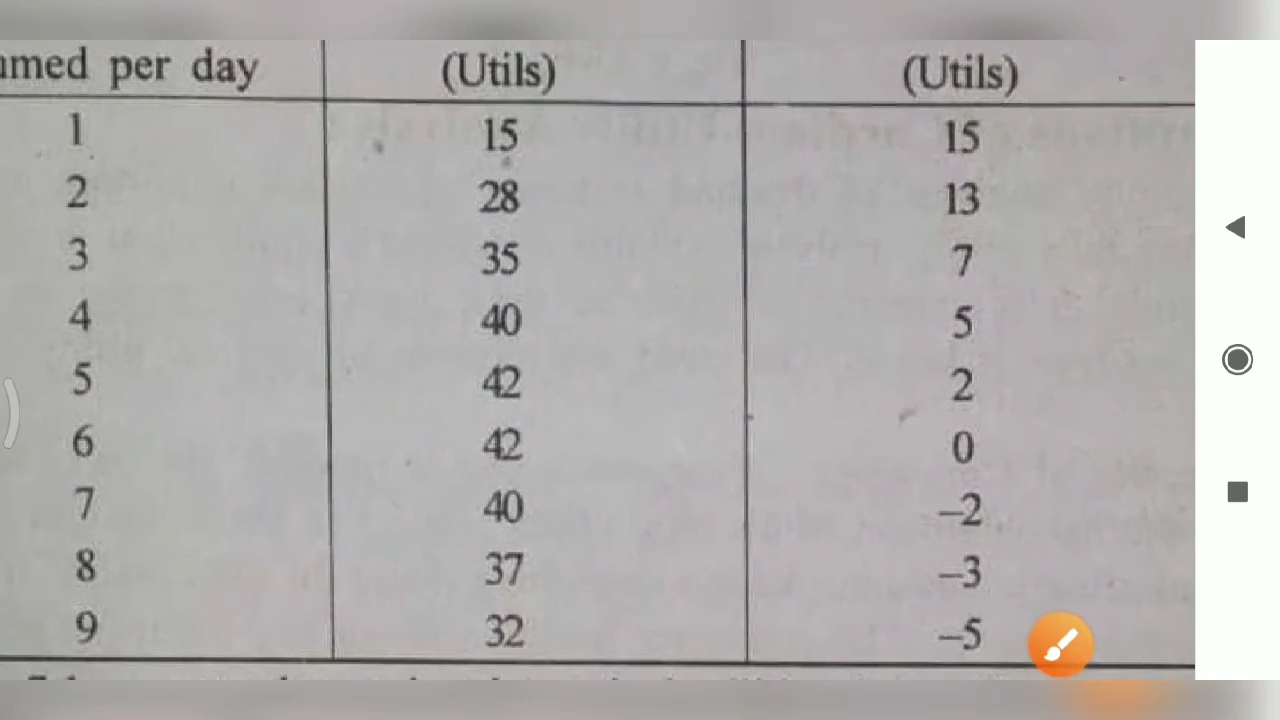 per day (Utils) (Utils)
1 15 15
2 28 13
3 35 7
4 40 5
5 42 2
6 42 0
7 40 –2
8 37 –3
9 32 –5